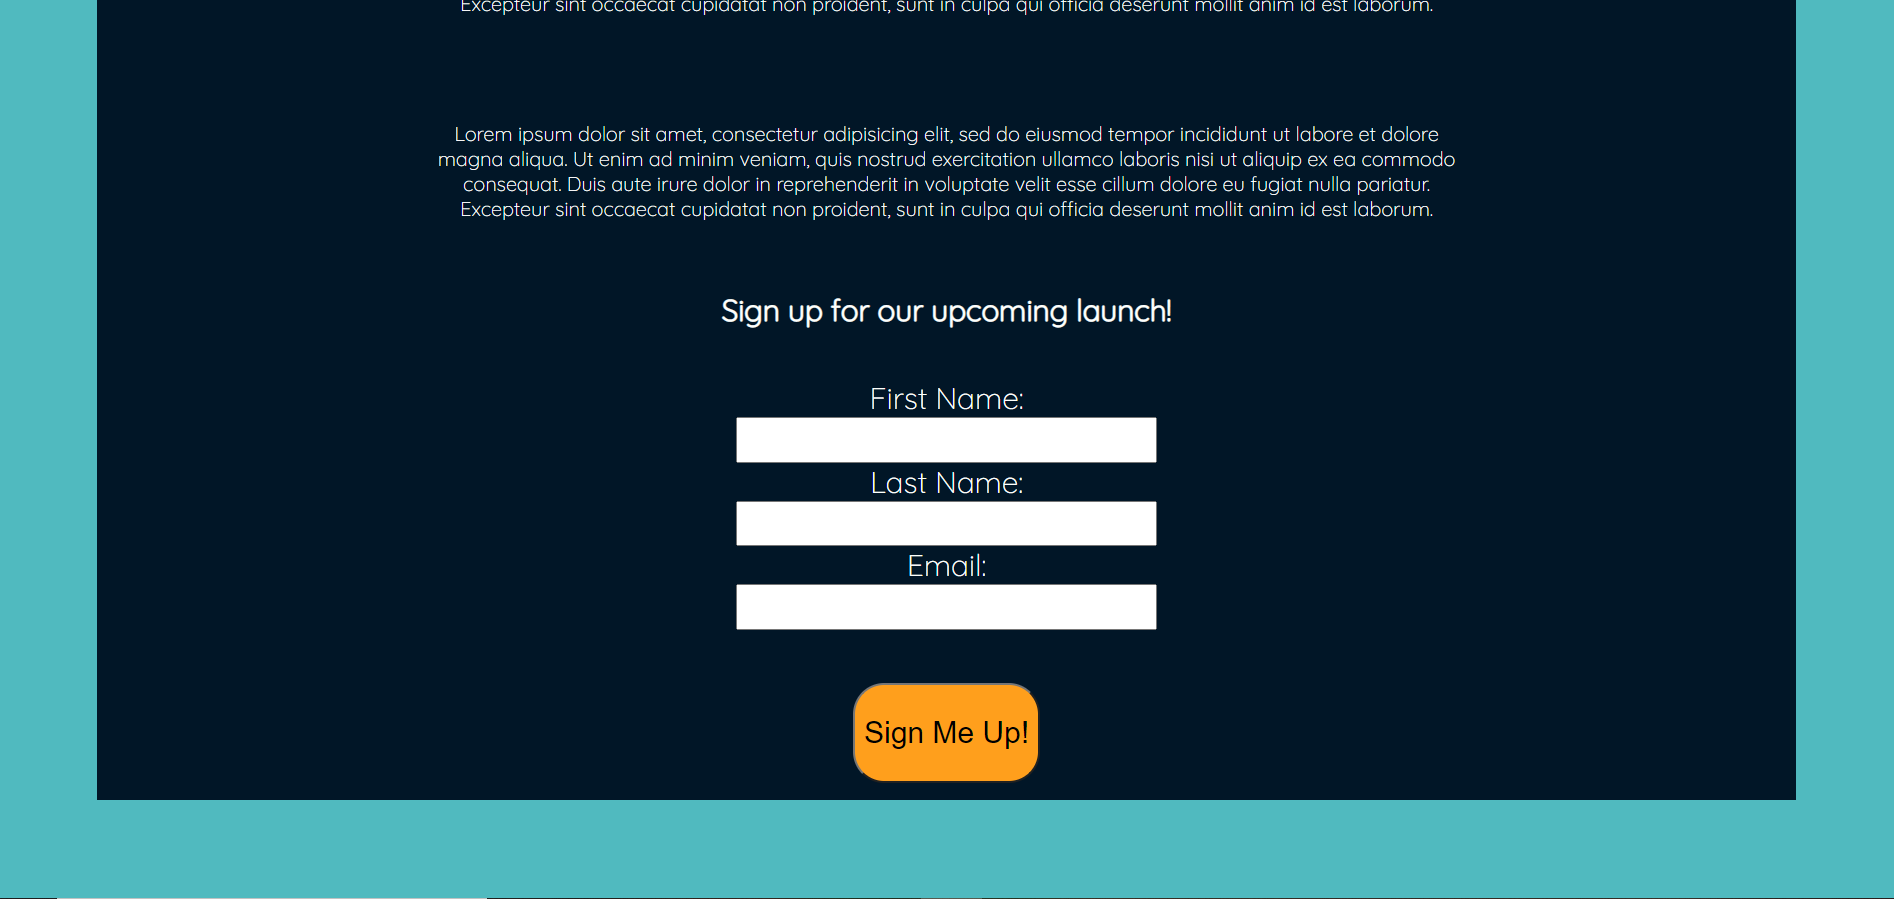 Excepteur sint occaecat cupidatat non proident, sunt in culpa qui officia deserunt mollit anim id est laborum.
Lorem ipsum dolor sit amet, consectetur adipisicing elit, sed do eiusmod tempor incididunt ut labore et dolore
magna aliqua. Ut enim ad minim veniam, quis nostrud exercitation ullamco laboris nisi ut aliquip ex ea commodo
consequat. Duis aute irure dolor in reprehenderit in voluptate velit esse cillum dolore eu fugiat nulla pariatur.
Excepteur sint occaecat cupidatat non proident, sunt in culpa qui officia deserunt mollit anim id est laborum.
Sign up for our upcoming launch!
First Name:
Last Name:
Email:
Sign Me Up!